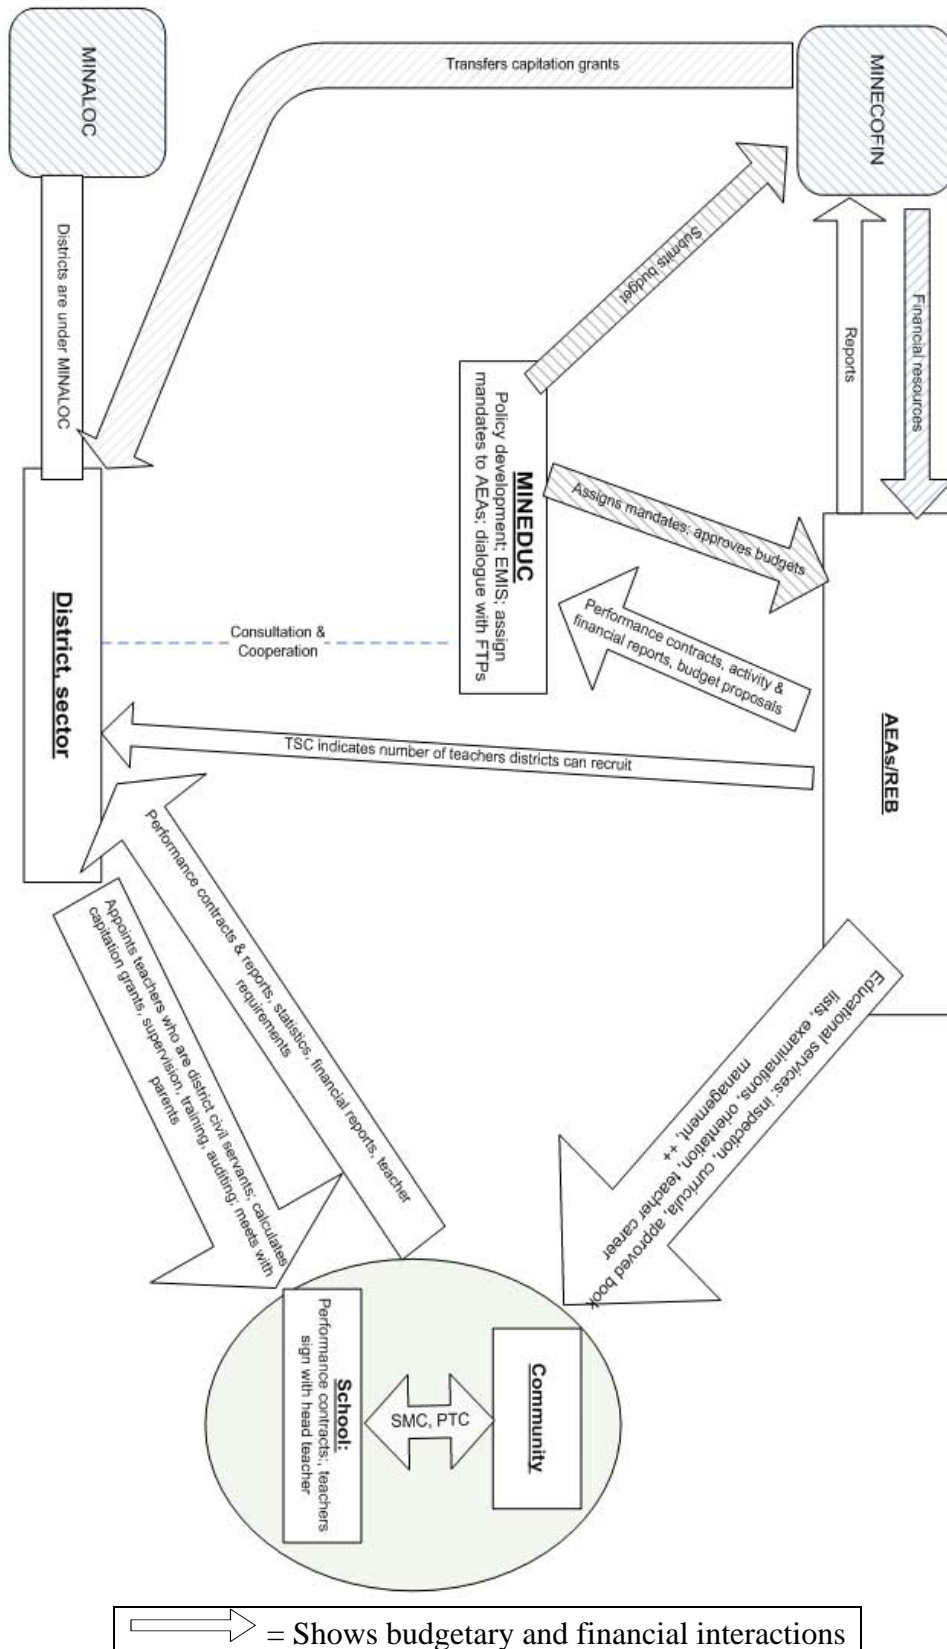 MINALOC
MINECOFIN
Transfers capitation grants
Submits budget
Financial resources
Reports
Districts are under MINALOC
MINEDUC
Policy development; EMIS; assign
mandates to AEAs; dialogue with FTPs
Assigns mandates; approves budgets
Performance contracts, activity &
financial reports, budget proposals
AEAs/REB
District, sector
Consultation &
Cooperation
TSC indicates number of teachers districts can recruit
Performance contracts & reports, statistics, financial reports, teacher
requirements
Appoints teachers who are district civil servants; calculates
capitation grants, supervision, training, auditing; meets with
parents
Educational services: inspection, curricula, approved book
lists, examinations, orientation, teacher career
management, ++
Community
SMC, PTC
School:
Performance contracts:, teachers
sign with head teacher
= Shows budgetary and financial interactions